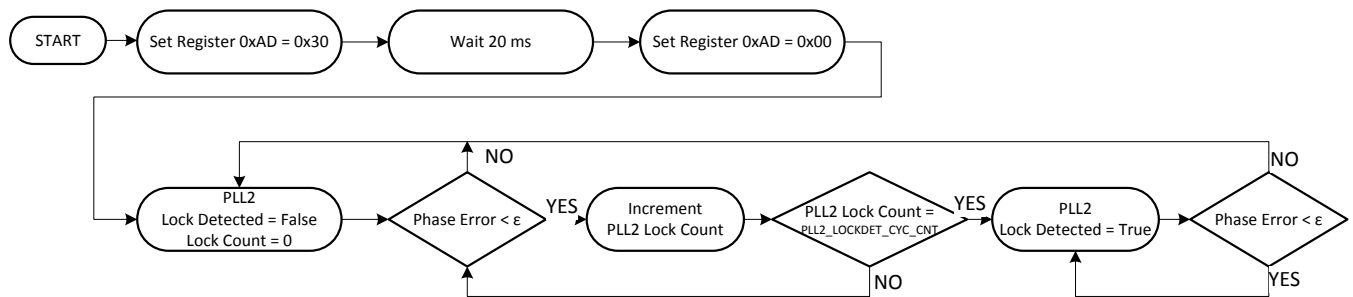 START
Set Register 0xAD = 0x30
Wait 20 ms
Set Register 0xAD = 0x00
PLL2
Lock Detected = False
Lock Count = 0
Phase Error < ε
NO
YES
Increment
PLL2 Lock Count
PLL2 Lock Count =
PLL2_LOCKDET_CYC_CNT
YES
NO
PLL2
Lock Detected = True
Phase Error < ε
NO
YES